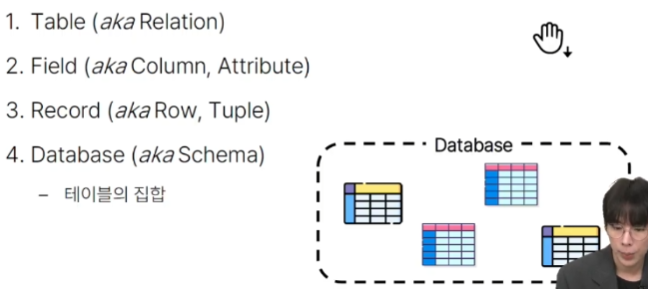 1. Table (aka Relation)
2. Field (aka Column, Attribute)
3. Record (aka Row, Tuple)
4. Database (aka Schema)
– 테이블의 집합
Database